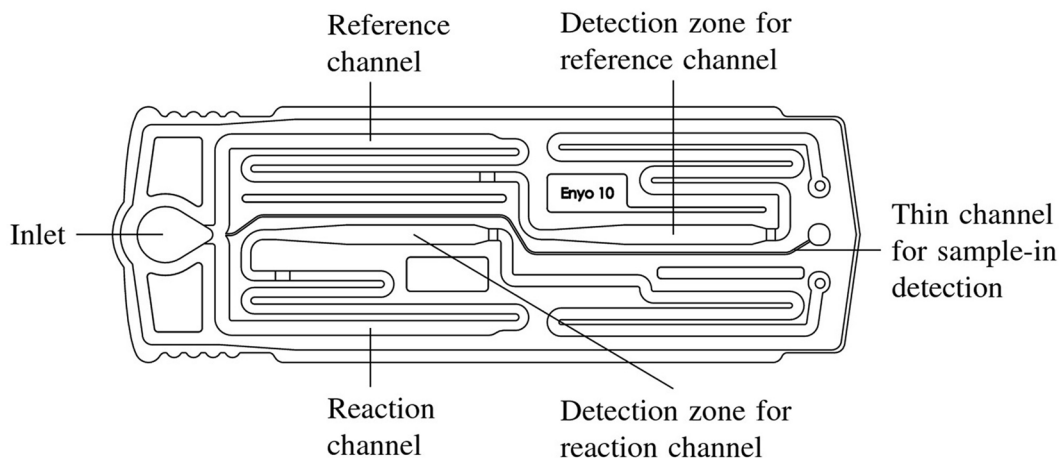 Reference
channel
Detection zone for
reference channel
Enyo 10
Inlet
Thin channel
for sample-in
detection
Reaction
channel
Detection zone for
reaction channel